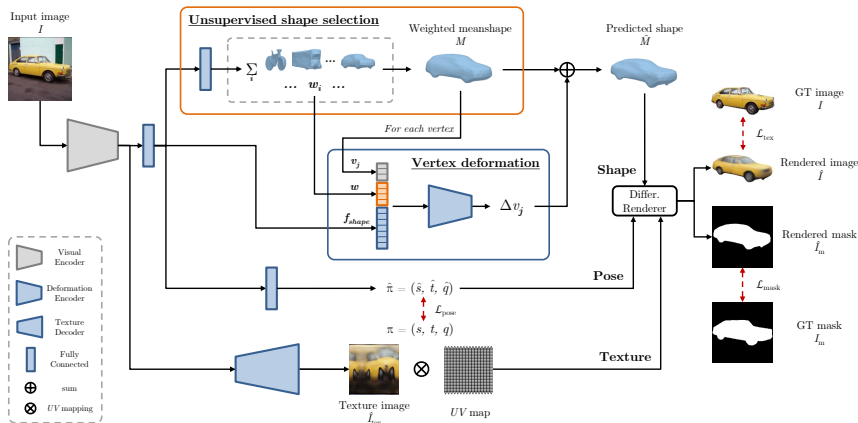 Input image
I
Unsupervised shape selection
Σ
i
...
... w_i ...
Weighted meanshape
M
Predicted shape
M̂
GT image
I
ℒ_tex
Rendered image
Î
For each vertex
Vertex deformation
v_j
w
f_shape
Δv_j
Shape
Differ.
Renderer
Rendered mask
Î_m
ℒ_mask
GT mask
I_m
Pose
π̂ = (ŝ, t̂, q̂)
ℒ_pose
π = (s, t, q)
Texture
Texture image
Î_tex
UV map
Visual
Encoder
Deformation
Encoder
Texture
Decoder
Fully
Connected
sum
UV mapping